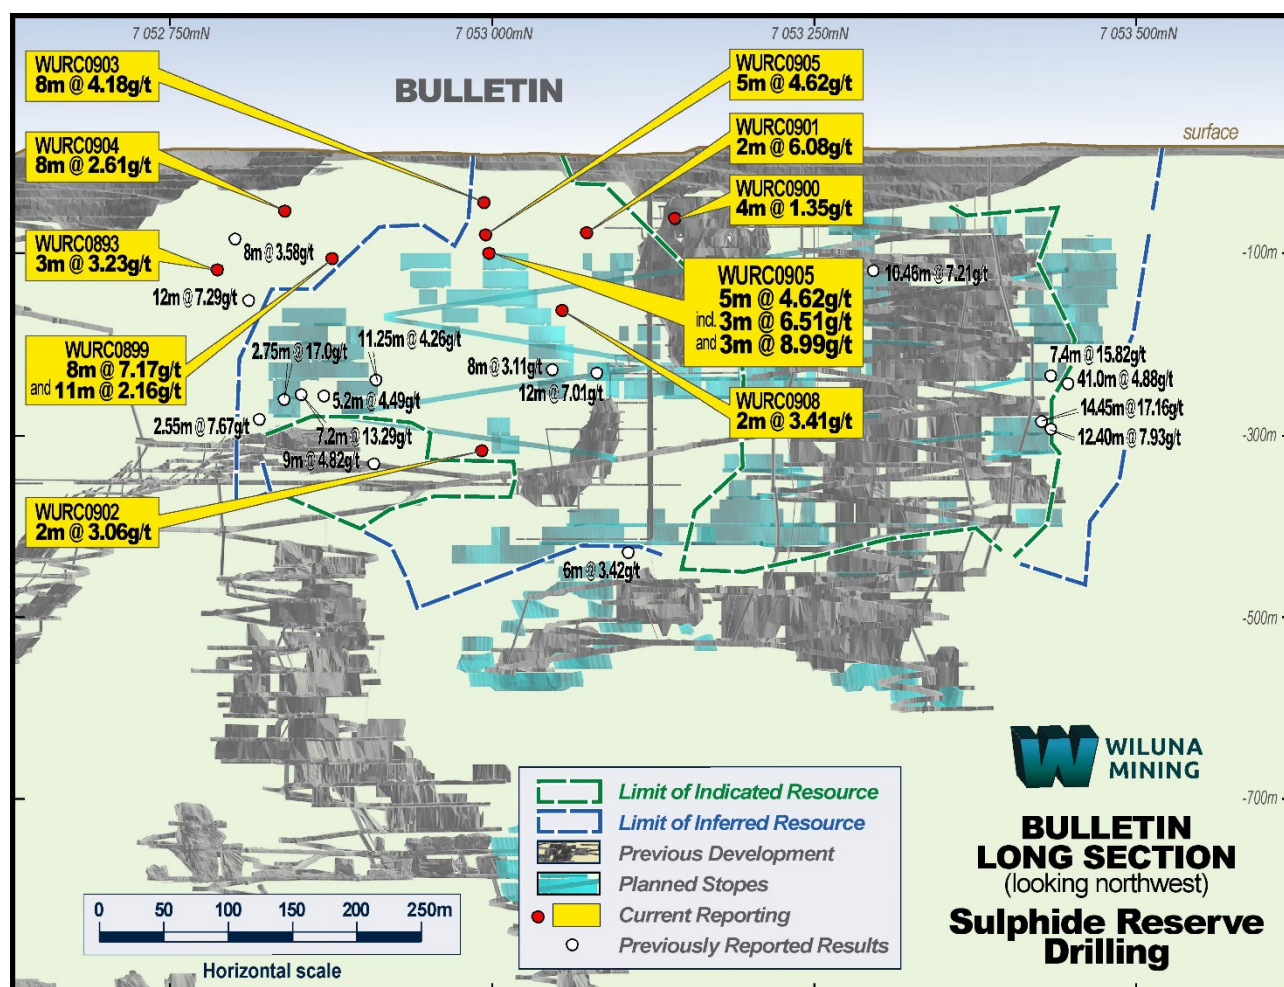 7 052 750mN
7 053 000mN
7 053 250mN
7 053 500mN
BULLETIN
surface
WURC0903
8m @ 4.18g/t
WURC0904
8m @ 2.61g/t
WURC0893
3m @ 3.23g/t
WURC0899
8m @ 7.17g/t
and 11m @ 2.16g/t
WURC0902
2m @ 3.06g/t
WURC0905
5m @ 4.62g/t
WURC0901
2m @ 6.08g/t
WURC0900
4m @ 1.35g/t
WURC0905
5m @ 4.62g/t
incl. 3m @ 6.51g/t
and 3m @ 8.99g/t
WURC0908
2m @ 3.41g/t
8m @ 3.58g/t
12m @ 7.29g/t
2.75m @ 17.0g/t
11.25m @ 4.26g/t
5.2m @ 4.49g/t
2.55m @ 7.67g/t
7.2m @ 13.29g/t
9m @ 4.82g/t
8m @ 3.11g/t
12m @ 7.01g/t
6m @ 3.42g/t
10.46m @ 7.21g/t
7.4m @ 15.82g/t
41.0m @ 4.88g/t
14.45m @ 17.16g/t
12.40m @ 7.93g/t
-100m
-300m
-500m
-700m
Limit of Indicated Resource
Limit of Inferred Resource
Previous Development
Planned Stopes
Current Reporting
Previously Reported Results
0 50 100 150 200 250m
Horizontal scale
WILUNA
MINING
BULLETIN
LONG SECTION
(looking northwest)
Sulphide Reserve
Drilling